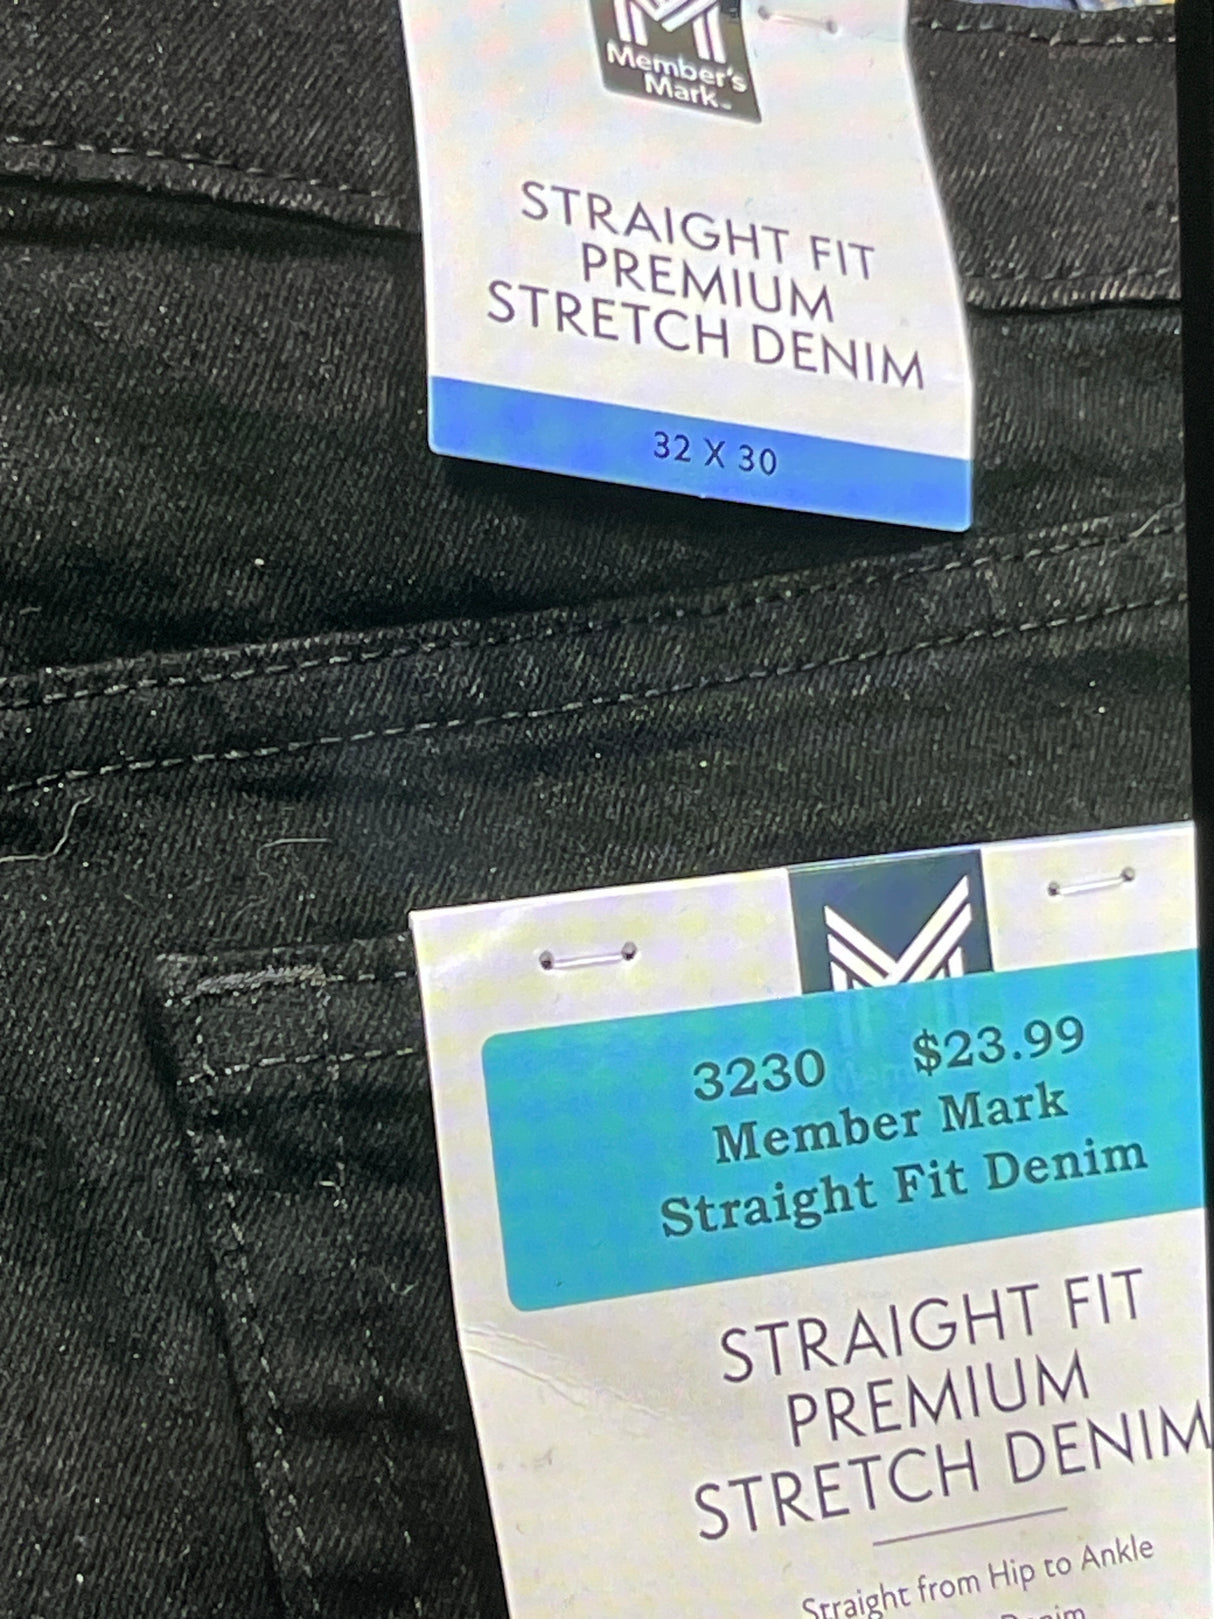 Member's
Mark
STRAIGHT FIT
PREMIUM
STRETCH DENIM
32 X 30
3230 $23.99
Member Mark
Straight Fit Denim
STRAIGHT FIT
PREMIUM
STRETCH DENIM
Straight from Hip to Ankle
Denim